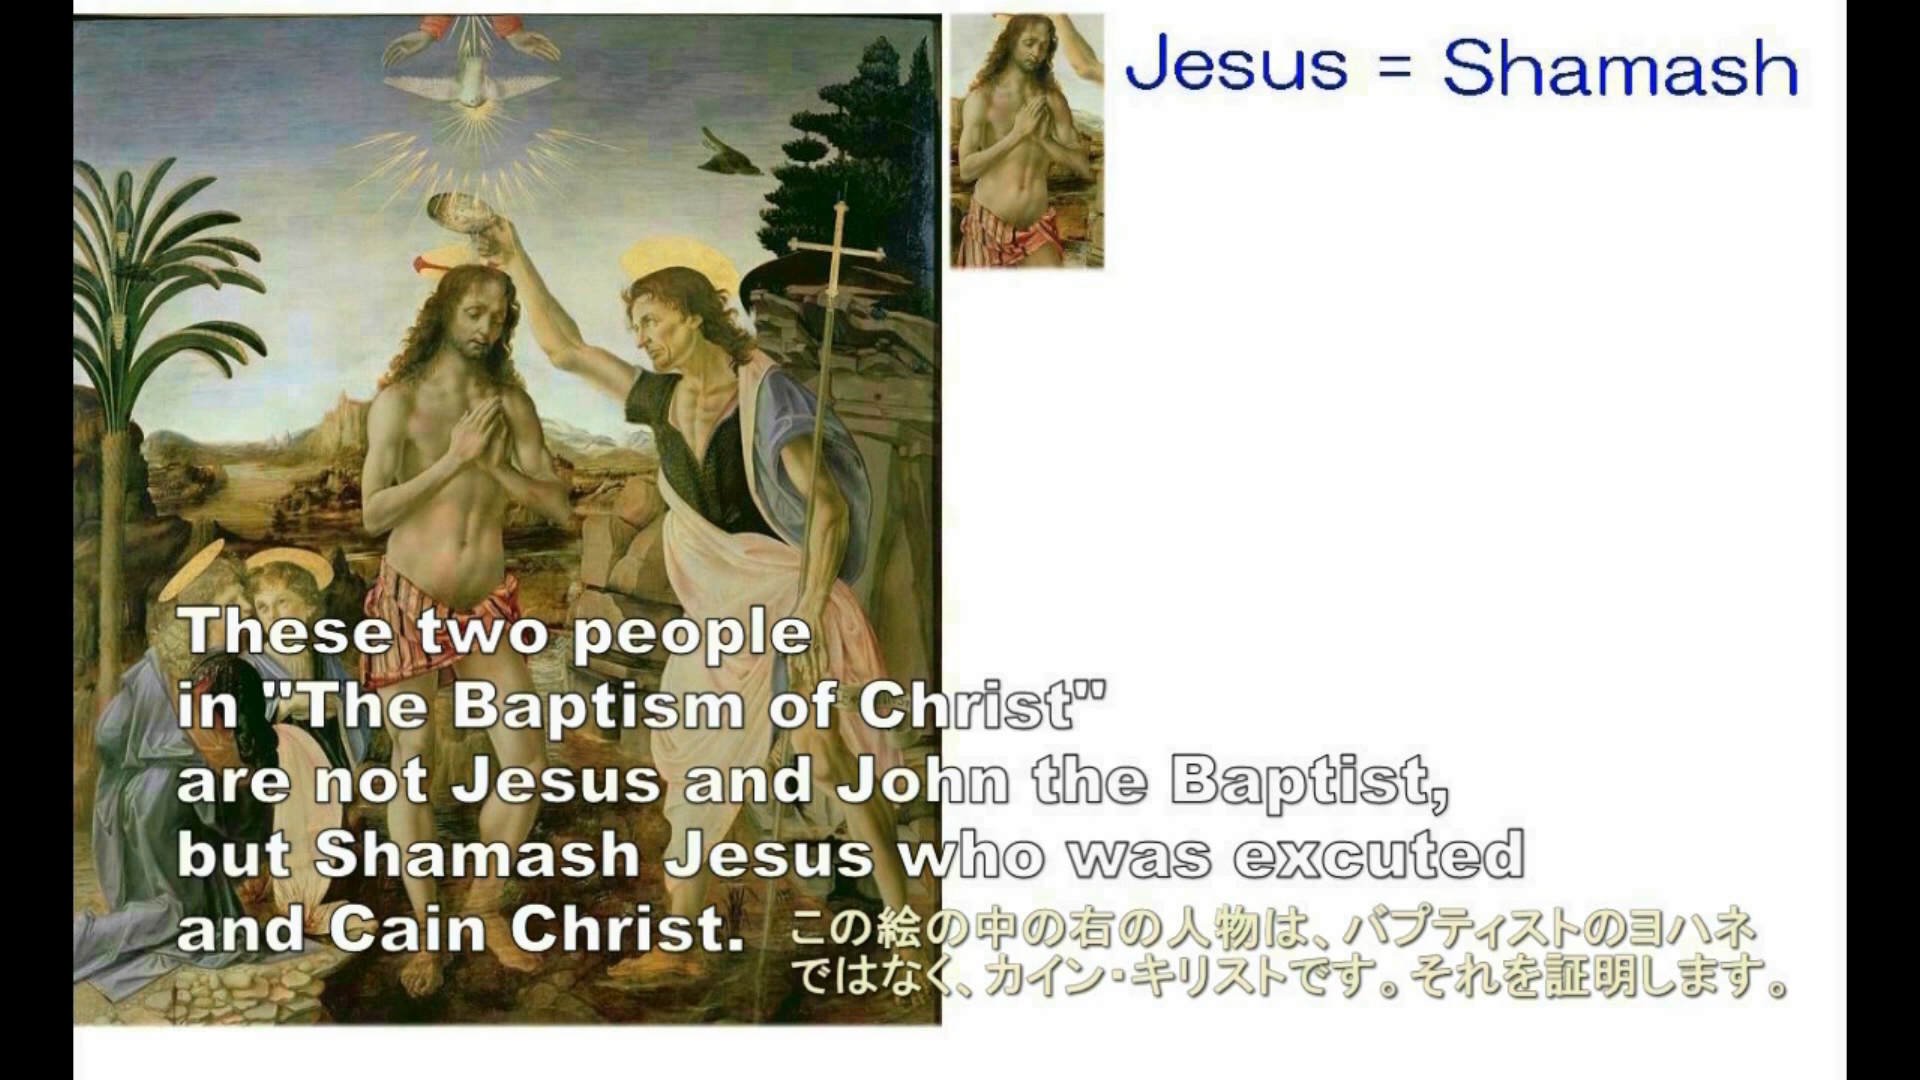 Jesus = Shamash
These two people
in "The Baptism of Christ"
are not Jesus and John the Baptist,
but Shamash Jesus who was excuted
and Cain Christ.
この絵の中の右の人物は、バプティストのヨハネ
ではなく、カイン・キリストです。それを証明します。